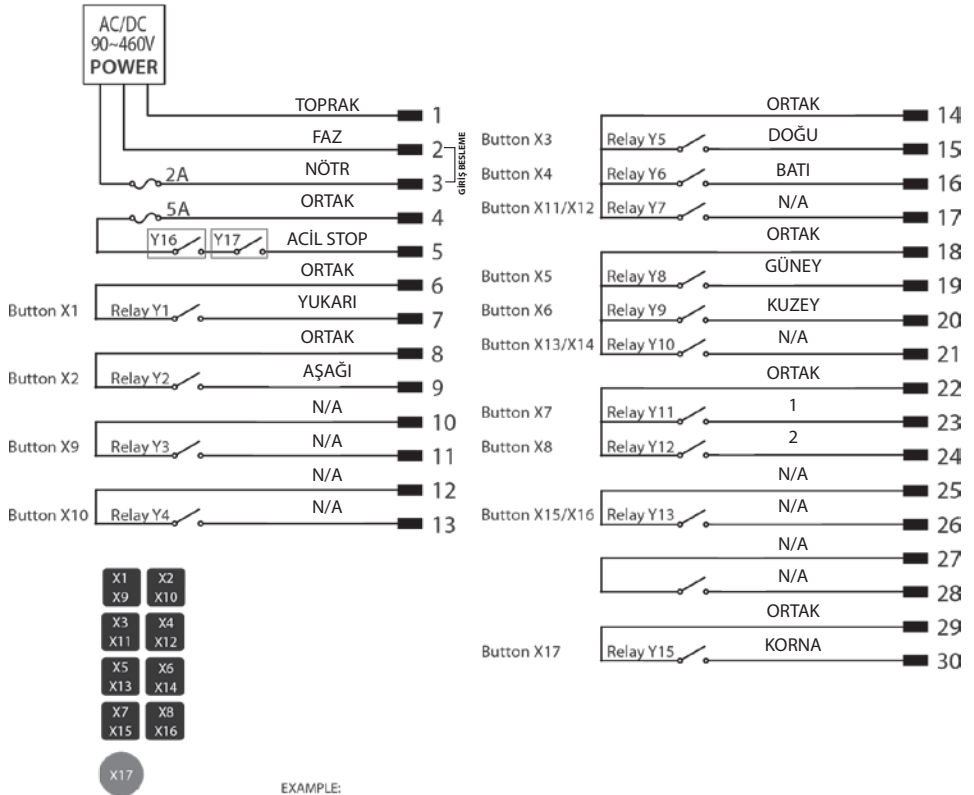 AC/DC
90~460V
POWER
TOPRAK 1
FAZ 2
2A NÖTR 3
GİRİŞ BESLEME
5A ORTAK 4
Y16 Y17 ACİL STOP 5
ORTAK 6
Button X1 Relay Y1 YUKARI 7
ORTAK 8
Button X2 Relay Y2 AŞAĞI 9
N/A 10
Button X9 Relay Y3 N/A 11
N/A 12
Button X10 Relay Y4 N/A 13
ORTAK 14
Button X3 Relay Y5 DOĞU 15
Button X4 Relay Y6 BATI 16
Button X11/X12 Relay Y7 N/A 17
ORTAK 18
Button X5 Relay Y8 GÜNEY 19
Button X6 Relay Y9 KUZEY 20
Button X13/X14 Relay Y10 N/A 21
ORTAK 22
Button X7 Relay Y11 1 23
Button X8 Relay Y12 2 24
N/A 25
Button X15/X16 Relay Y13 N/A 26
N/A 27
N/A 28
ORTAK 29
Button X17 Relay Y15 KORNA 30
X1 X2
X9 X10
X3 X4
X11 X12
X5 X6
X13 X14
X7 X8
X15 X16
X17
EXAMPLE: